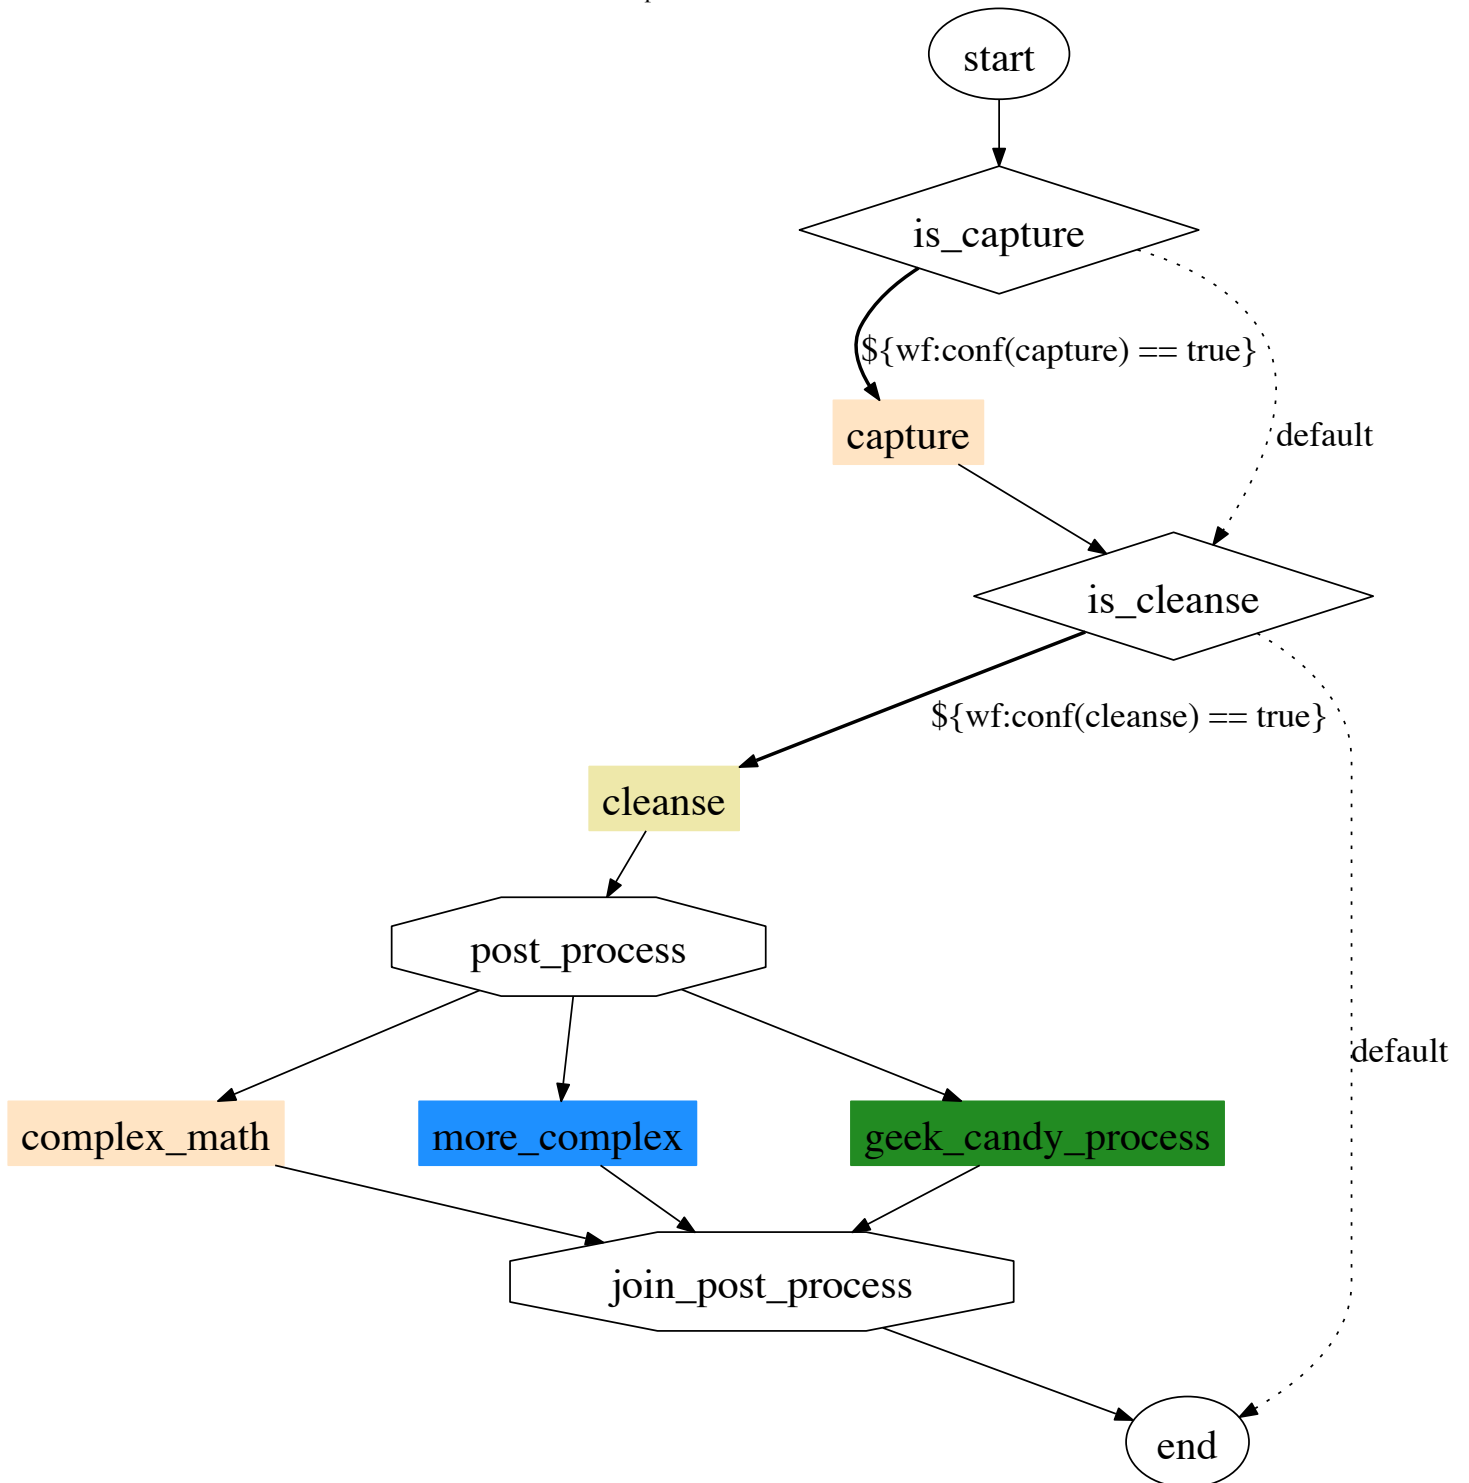 start
is_capture
${wf:conf(capture) == true}
capture
default
is_cleanse
${wf:conf(cleanse) == true}
cleanse
post_process
default
complex_math
more_complex
geek_candy_process
join_post_process
end